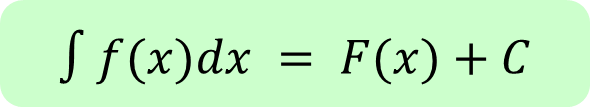 ∫ f(x)dx = F(x) + C